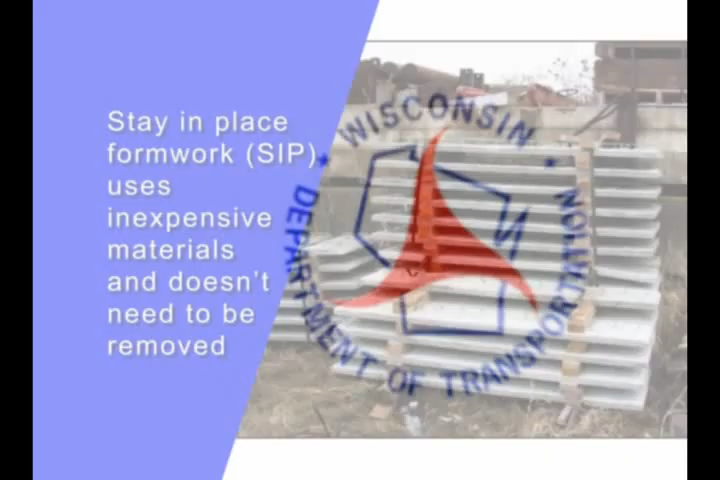 Stay in place
formwork (SIP)
uses
inexpensive
materials
and doesn't
need to be
removed
WISCONSIN
DEPARTMENT OF TRANSPORTATION